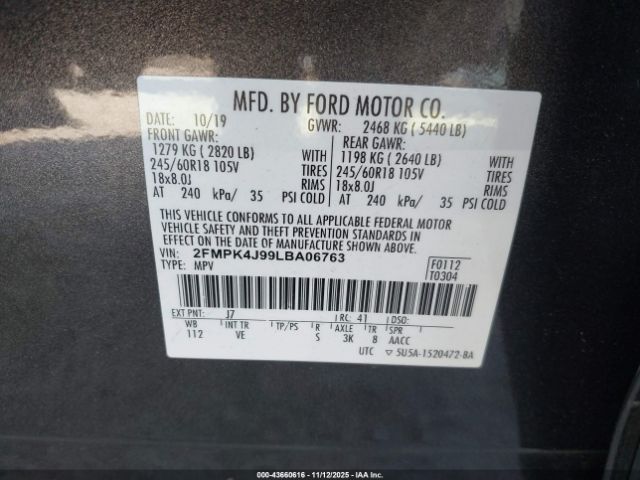 MFD. BY FORD MOTOR CO.
DATE: 10/19 GVWR: 2468 KG ( 5440 LB)
FRONT GAWR: REAR GAWR:
1279 KG ( 2820 LB) WITH 1198 KG ( 2640 LB) WITH
245/60R18 105V TIRES 245/60R18 105V TIRES
18x8.0J RIMS 18x8.0J RIMS
AT 240 kPa/ 35 PSI COLD AT 240 kPa/ 35 PSI COLD
THIS VEHICLE CONFORMS TO ALL APPLICABLE FEDERAL MOTOR
VEHICLE SAFETY AND BUMPER AND THEFT PREVENTION STANDARDS IN
EFFECT ON THE DATE OF MANUFACTURE SHOWN ABOVE.
VIN: 2FMPK4J99LBA06763
TYPE: MPV
F0112
T0304
EXT PNT: J7 RC: 41 DSO:
WB INT TR TP/PS R AXLE TR SPR
112 VE S 3K 8 AACC
UTC ▽ 5U5A-1520472-BA
000-43660616 - 11/12/2025 - IAA Inc.